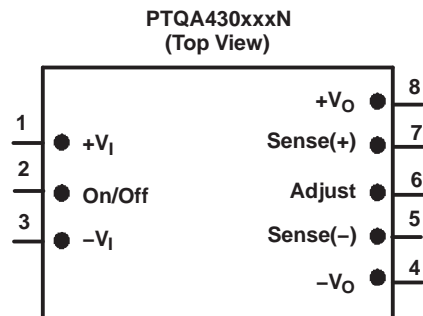 PTQA430xxxN
(Top View)
1
+VI
2
On/Off
3
−VI
+VO
8
Sense(+)
7
Adjust
6
Sense(−)
5
−VO
4